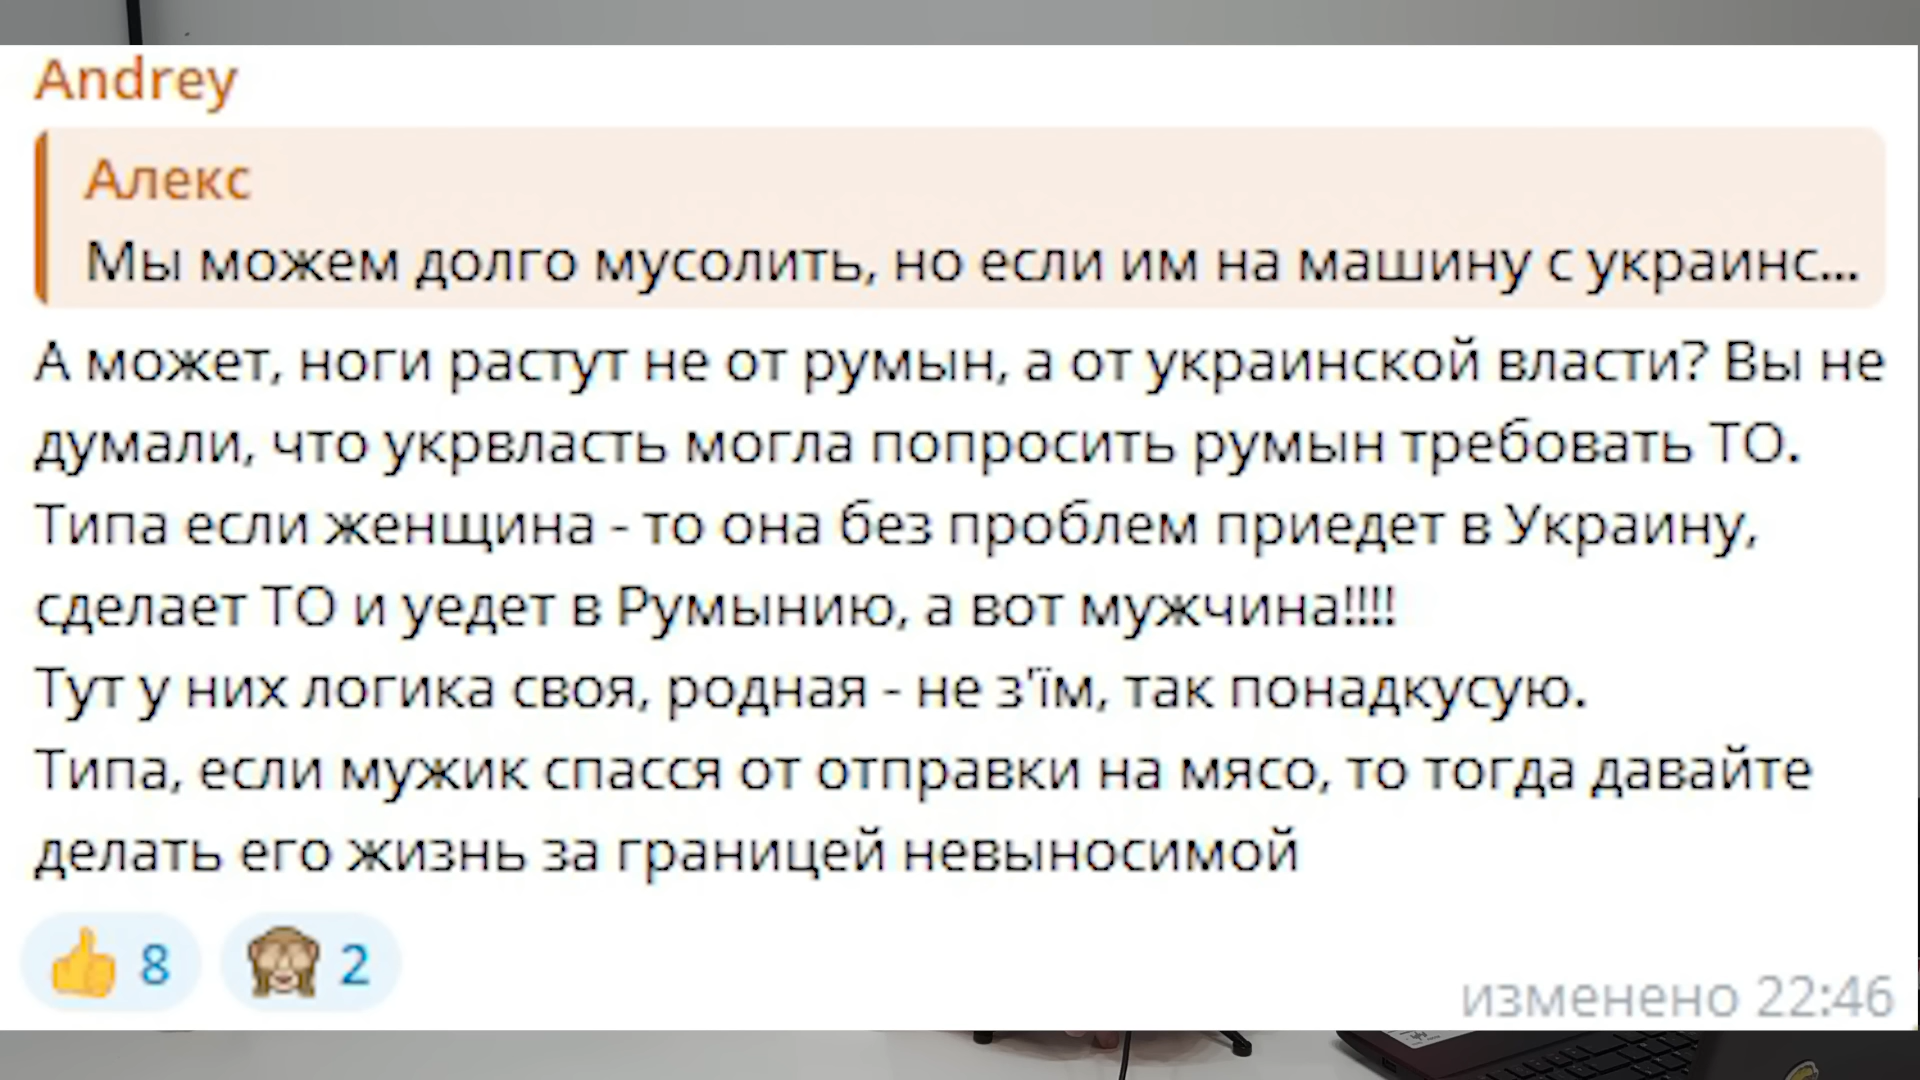 Andrey
Алекс
Мы можем долго мусолить, но если им на машину с украинс...
А может, ноги растут не от румын, а от украинской власти? Вы не
думали, что укрвласть могла попросить румын требовать ТО.
Типа если женщина - то она без проблем приедет в Украину,
сделает ТО и уедет в Румынию, а вот мужчина!!!!
Тут у них логика своя, родная - не з'їм, так понадкусую.
Типа, если мужик спасся от отправки на мясо, то тогда давайте
делать его жизнь за границей невыносимой
8 2
изменено 22:46